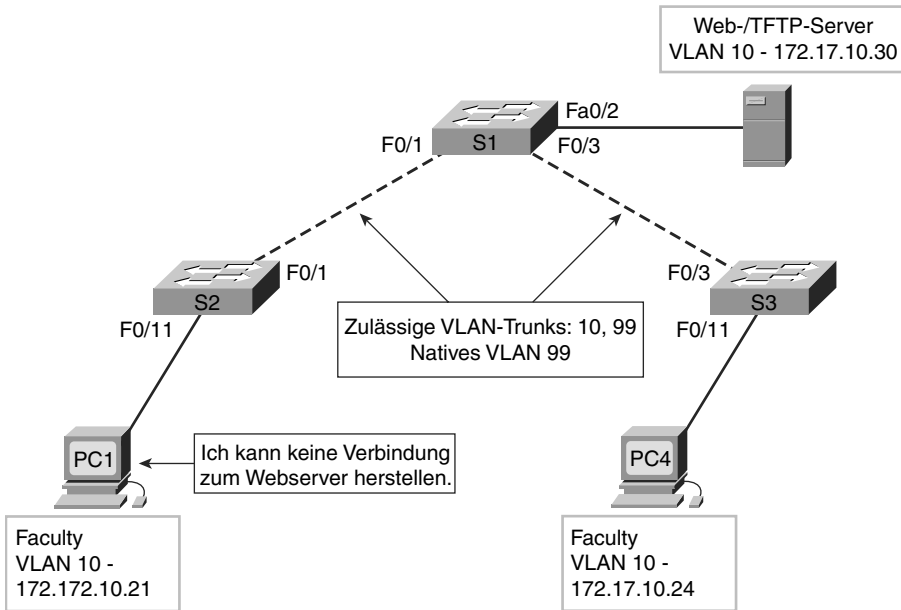 Web-/TFTP-Server
VLAN 10 - 172.17.10.30
Fa0/2
S1
F0/1
F0/3
F0/1
S2
F0/11
F0/3
S3
F0/11
Zulässige VLAN-Trunks: 10, 99
Natives VLAN 99
PC1
Ich kann keine Verbindung
zum Webserver herstellen.
PC4
Faculty
VLAN 10 -
172.172.10.21
Faculty
VLAN 10 -
172.17.10.24